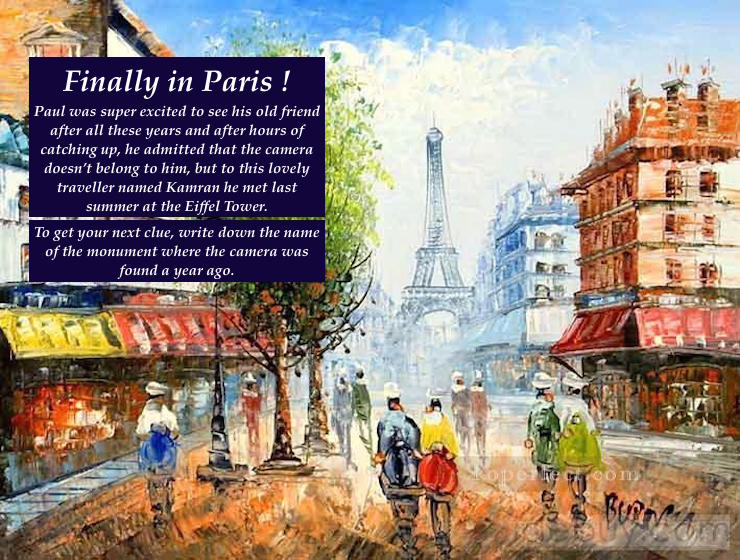 Finally in Paris !
Paul was super excited to see his old friend
after all these years and after hours of
catching up, he admitted that the camera
doesn't belong to him, but to this lovely
traveller named Kamran he met last
summer at the Eiffel Tower.
To get your next clue, write down the name
of the monument where the camera was
found a year ago.